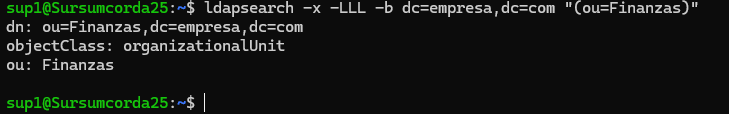 sup1@Sursumcorda25:~$ ldapsearch -x -LLL -b dc=empresa,dc=com "(ou=Finanzas)"
dn: ou=Finanzas,dc=empresa,dc=com
objectClass: organizationalUnit
ou: Finanzas

sup1@Sursumcorda25:~$